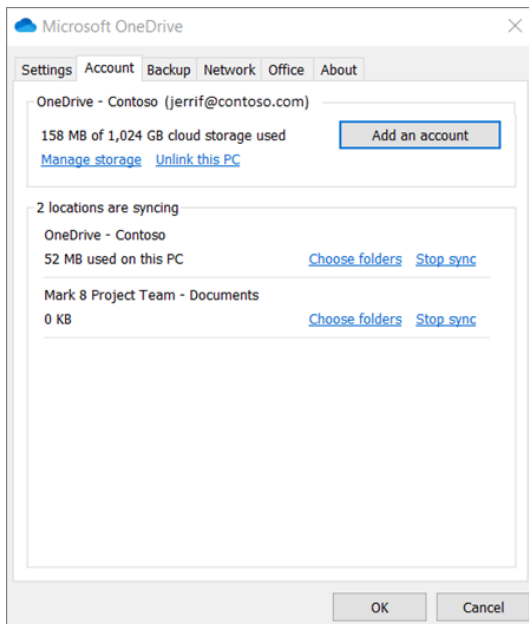 Microsoft OneDrive
Settings Account Backup Network Office About
OneDrive - Contoso (jerrif@contoso.com)
158 MB of 1,024 GB cloud storage used Add an account
Manage storage Unlink this PC
2 locations are syncing
OneDrive - Contoso
52 MB used on this PC Choose folders Stop sync
Mark 8 Project Team - Documents
0 KB Choose folders Stop sync
OK Cancel